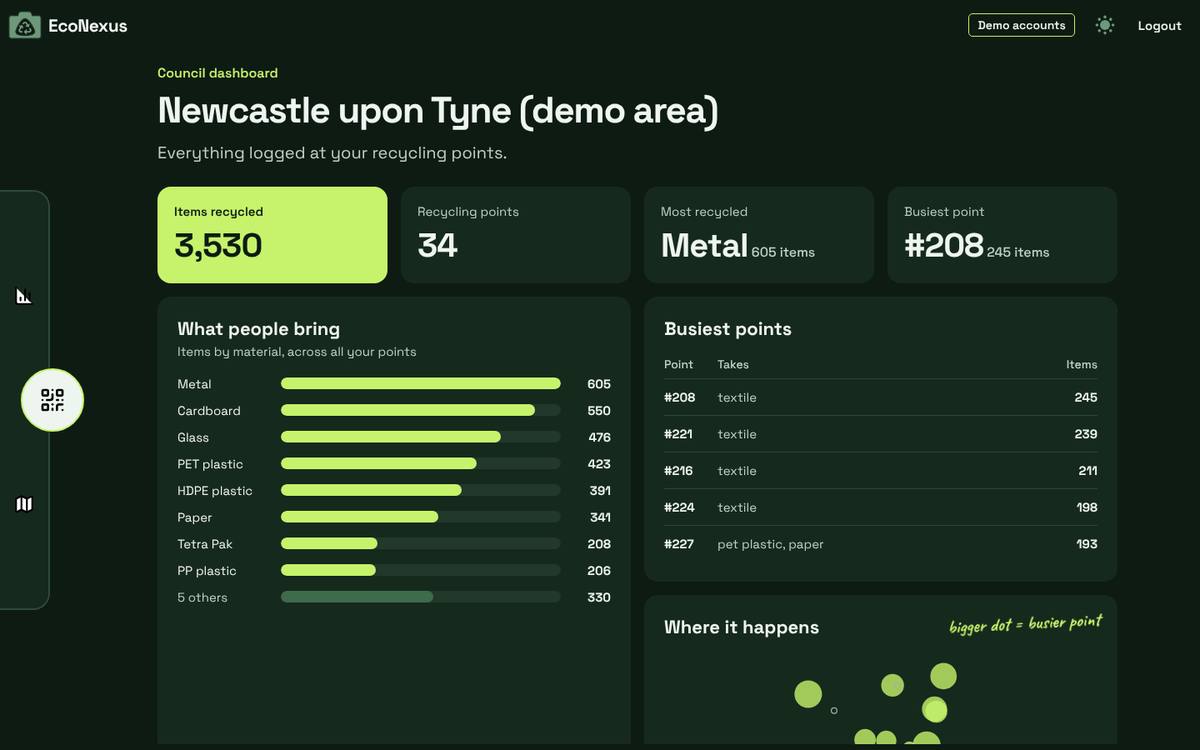 EcoNexus
Demo accounts
Logout
Council dashboard
Newcastle upon Tyne (demo area)
Everything logged at your recycling points.
Items recycled
3,530
Recycling points
34
Most recycled
Metal 605 items
Busiest point
#208 245 items
What people bring
Items by material, across all your points
Metal 605
Cardboard 550
Glass 476
PET plastic 423
HDPE plastic 391
Paper 341
Tetra Pak 208
PP plastic 206
5 others 330
Busiest points
Point Takes Items
#208 textile 245
#221 textile 239
#216 textile 211
#224 textile 198
#227 pet plastic, paper 193
Where it happens
bigger dot = busier point